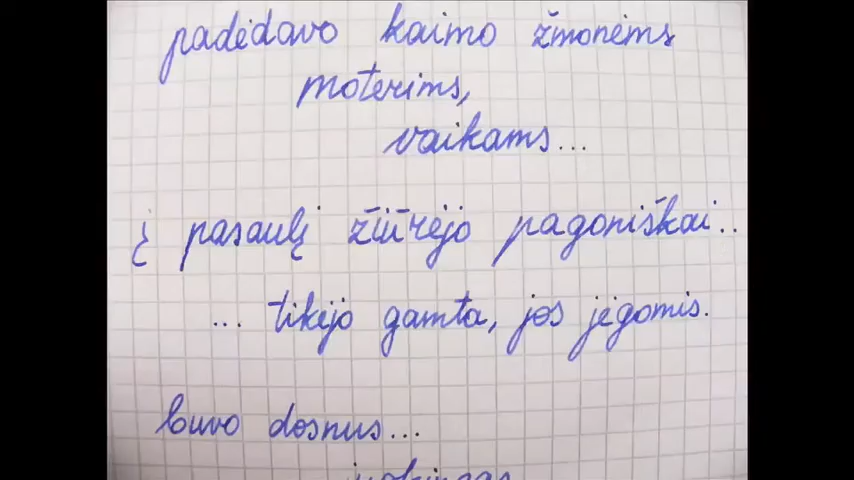 padėdavo kaimo žmonėms
moterims,
vaikams...
į pasaulį žiūrėjo pagoniškai..
... tikėjo gamta, jos jėgomis.
buvo dosnus...